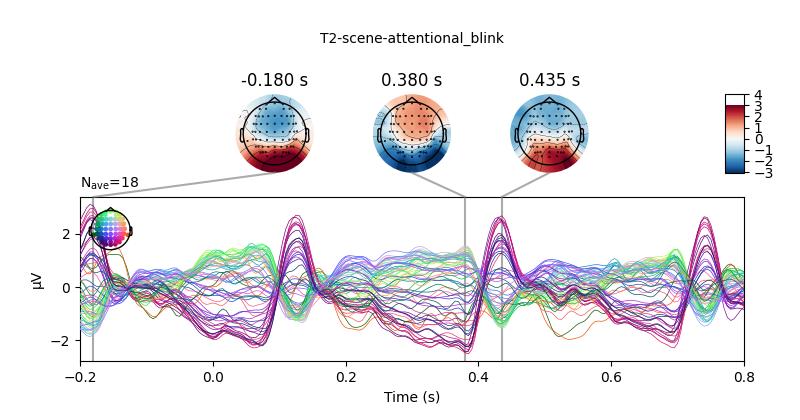 T2-scene-attentional_blink
-0.180 s 0.380 s 0.435 s
4
3
2
1
0
−1
−2
−3
Nave=18
2
0
−2
µV
−0.2 0.0 0.2 0.4 0.6 0.8
Time (s)